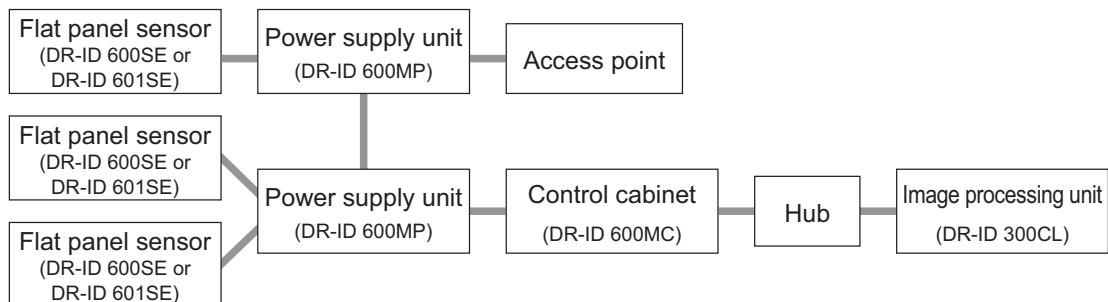 Flat panel sensor
(DR-ID 600SE or
DR-ID 601SE)
Power supply unit
(DR-ID 600MP)
Access point
Flat panel sensor
(DR-ID 600SE or
DR-ID 601SE)
Flat panel sensor
(DR-ID 600SE or
DR-ID 601SE)
Power supply unit
(DR-ID 600MP)
Control cabinet
(DR-ID 600MC)
Hub
Image processing unit
(DR-ID 300CL)